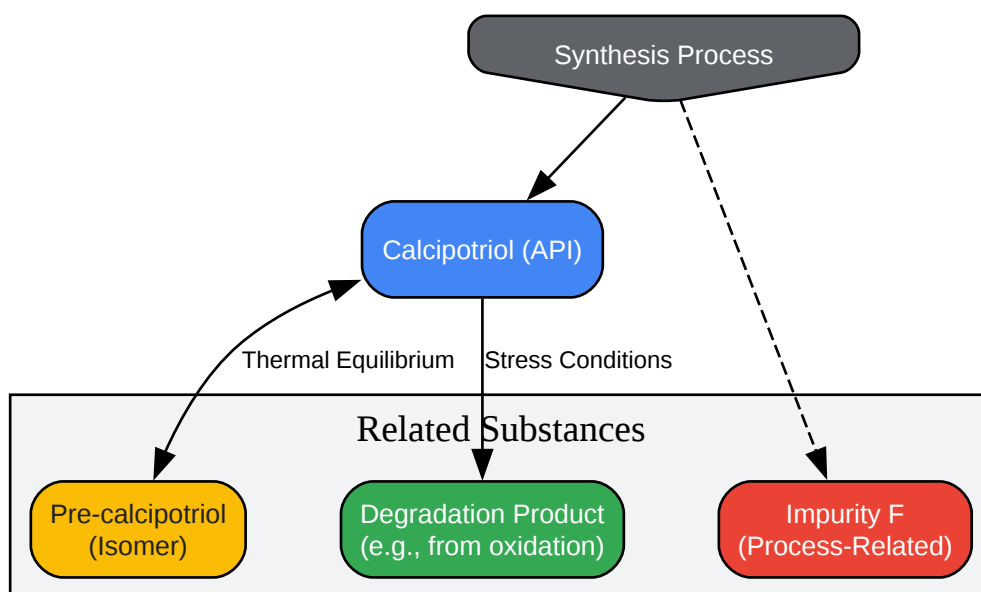 Synthesis Process
Calcipotriol (API)
Thermal Equilibrium
Stress Conditions
Related Substances
Pre-calcipotriol
(Isomer)
Degradation Product
(e.g., from oxidation)
Impurity F
(Process-Related)